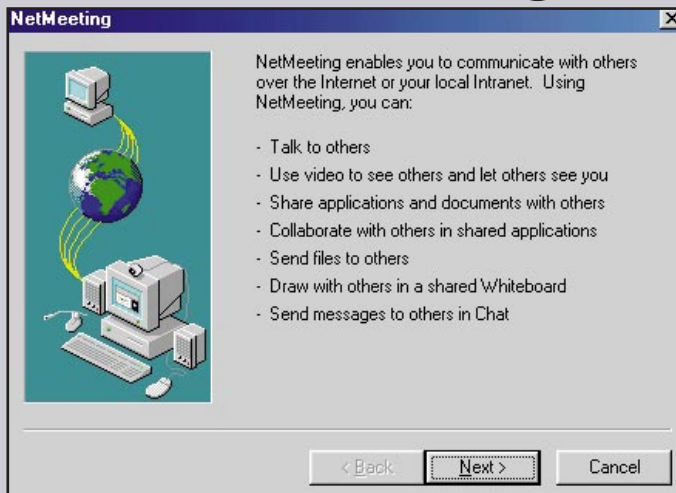 NetMeeting
NetMeeting enables you to communicate with others
over the Internet or your local Intranet. Using
NetMeeting, you can:
- Talk to others
- Use video to see others and let others see you
- Share applications and documents with others
- Collaborate with others in shared applications
- Send files to others
- Draw with others in a shared Whiteboard
- Send messages to others in Chat
< Back
Next >
Cancel